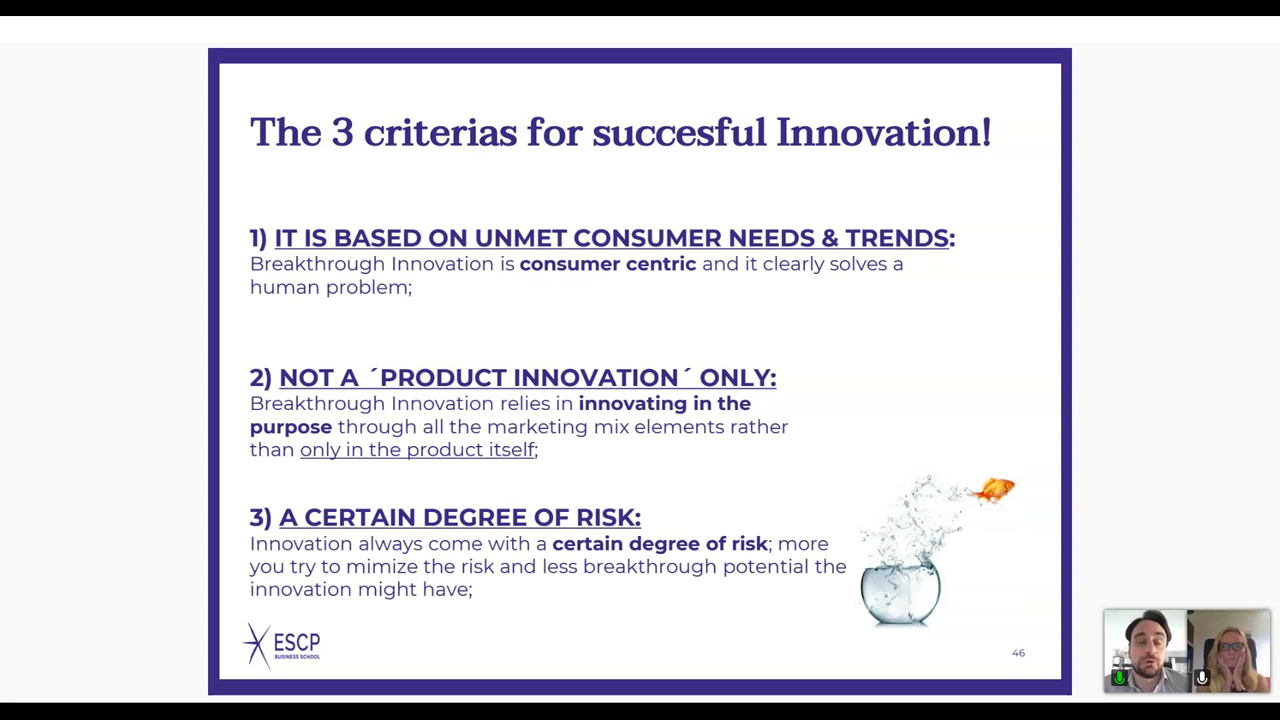 The 3 criterias for succesful Innovation!
1) IT IS BASED ON UNMET CONSUMER NEEDS & TRENDS:
Breakthrough Innovation is consumer centric and it clearly solves a
human problem;
2) NOT A ´PRODUCT INNOVATION´ ONLY:
Breakthrough Innovation relies in innovating in the
purpose through all the marketing mix elements rather
than only in the product itself;
3) A CERTAIN DEGREE OF RISK:
Innovation always come with a certain degree of risk; more
you try to mimize the risk and less breakthrough potential the
innovation might have;
ESCP
BUSINESS SCHOOL
46